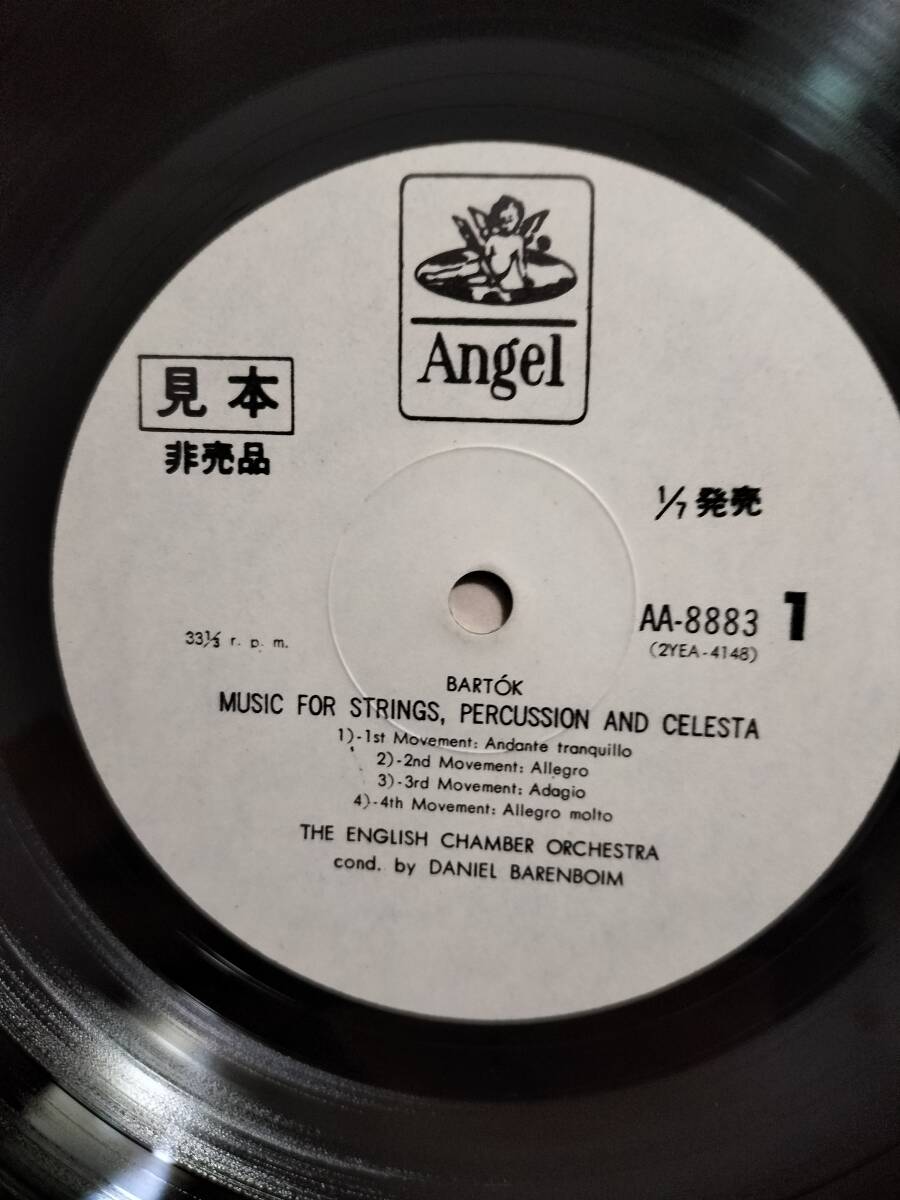 Angel
見本
非売品
1/7 発売
33⅓ r. p. m.
AA-8883 1
(2YEA-4148)
BARTÓK
MUSIC FOR STRINGS, PERCUSSION AND CELESTA
1)-1st Movement: Andante tranquillo
2)-2nd Movement: Allegro
3)-3rd Movement: Adagio
4)-4th Movement: Allegro molto
THE ENGLISH CHAMBER ORCHESTRA
cond. by DANIEL BARENBOIM